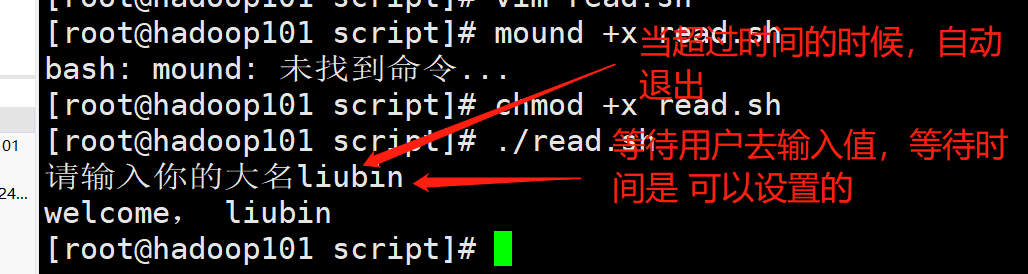 [root@hadoop101 script]# vim read.sh
[root@hadoop101 script]# mound +x read.sh
bash: mound: 未找到命令...
[root@hadoop101 script]# chmod +x read.sh
[root@hadoop101 script]# ./read.sh
请输入你的大名liubin
welcome， liubin
[root@hadoop101 script]#
当超过时间的时候，自动
退出
等待用户去输入值，等待时
间是 可以设置的
01
24...